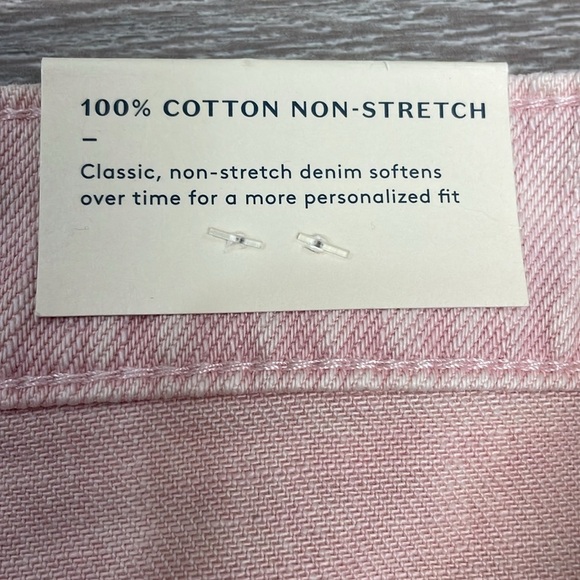 100% COTTON NON-STRETCH
–
Classic, non-stretch denim softens
over time for a more personalized fit